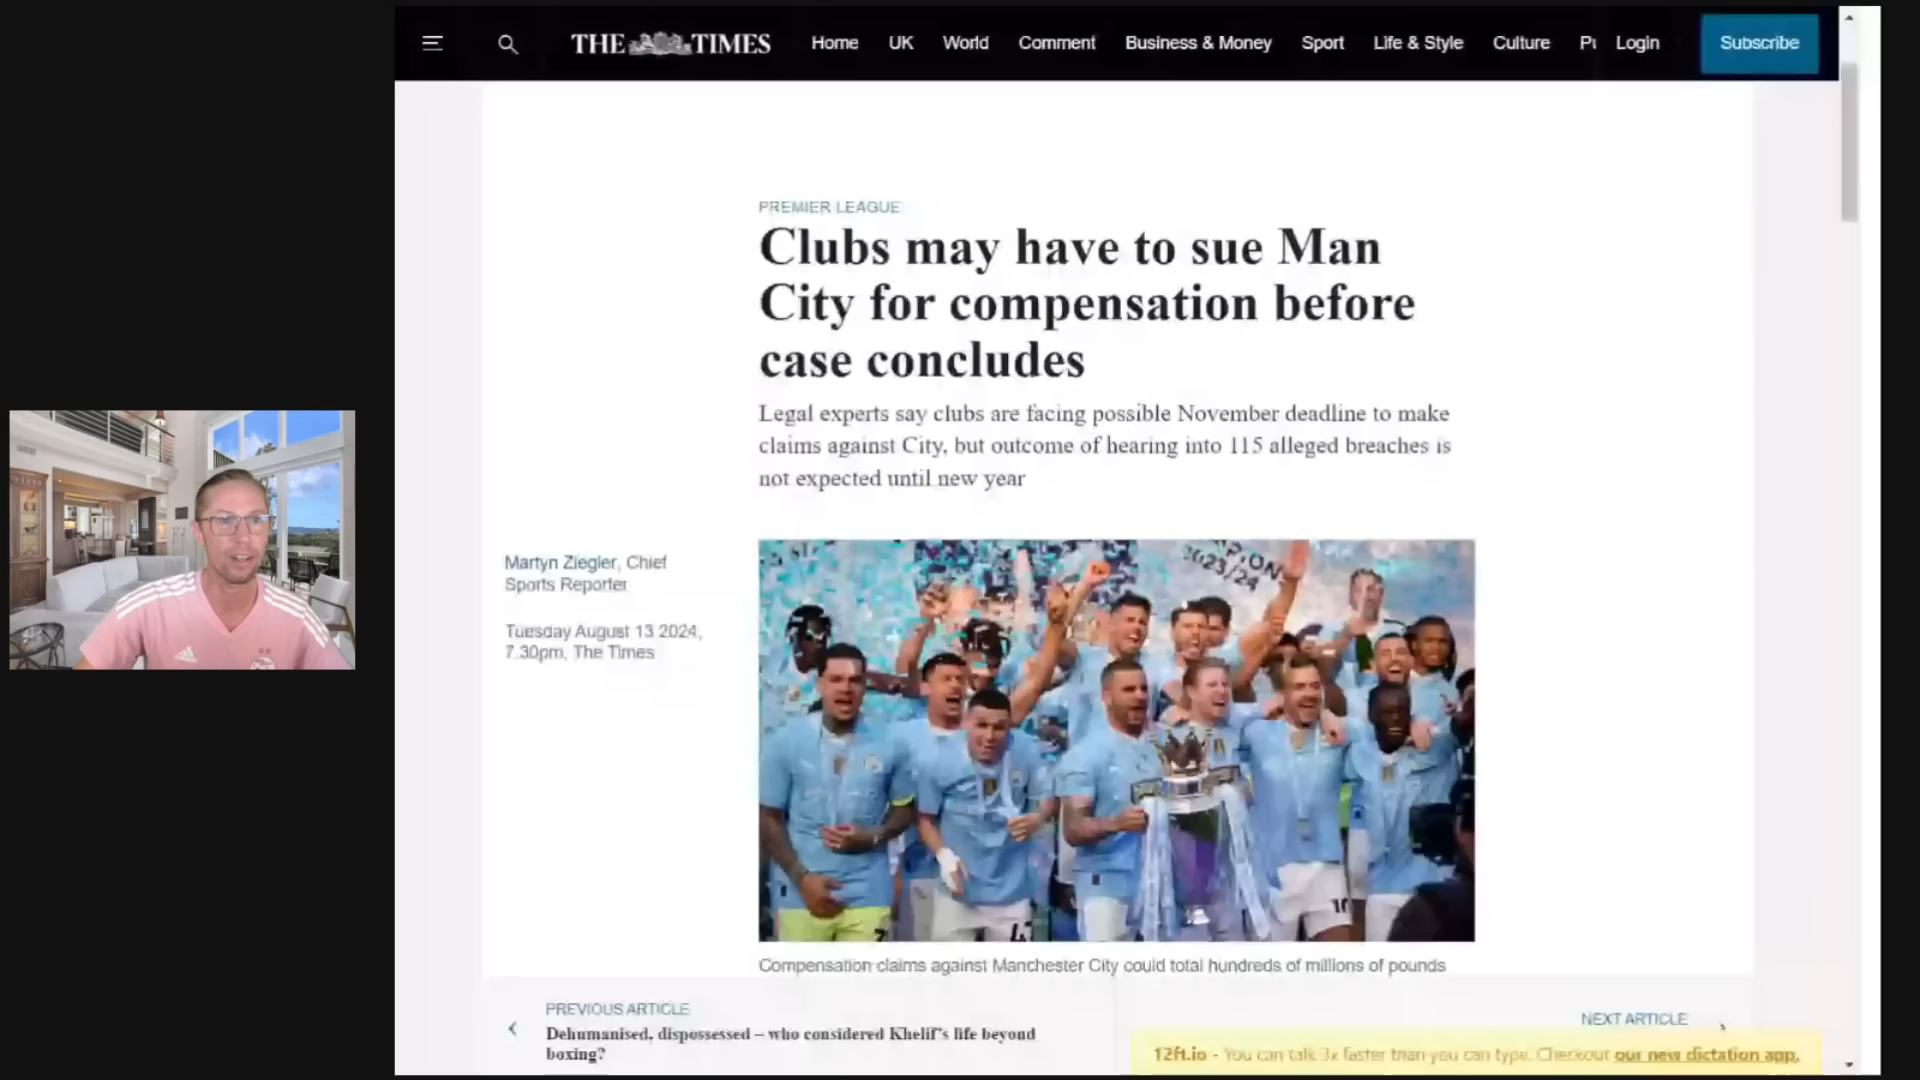 THE TIMES
Home UK World Comment Business & Money Sport Life & Style Culture Login Subscribe
PREMIER LEAGUE
Clubs may have to sue Man
City for compensation before
case concludes
Legal experts say clubs are facing possible November deadline to make
claims against City, but outcome of hearing into 115 alleged breaches is
not expected until new year
Martyn Ziegler, Chief
Sports Reporter
Tuesday August 13 2024,
7.30pm, The Times
2023/24
Compensation claims against Manchester City could total hundreds of millions of pounds
PREVIOUS ARTICLE
Dehumanised, dispossessed – who considered Khelif's life beyond
boxing?
NEXT ARTICLE
12ft.io - You can talk 3x faster than you can type. Checkout our new dictation app.